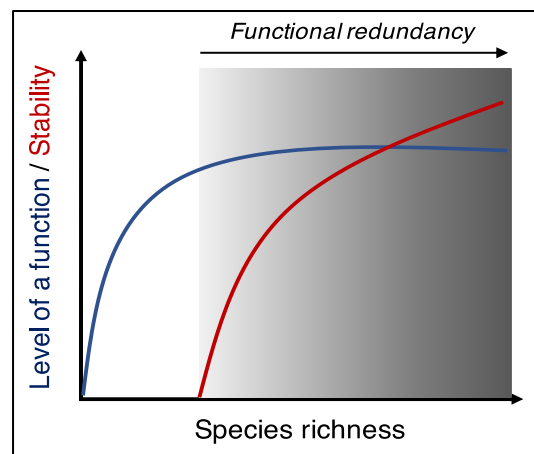 Functional redundancy
Level of a function / Stability
Species richness